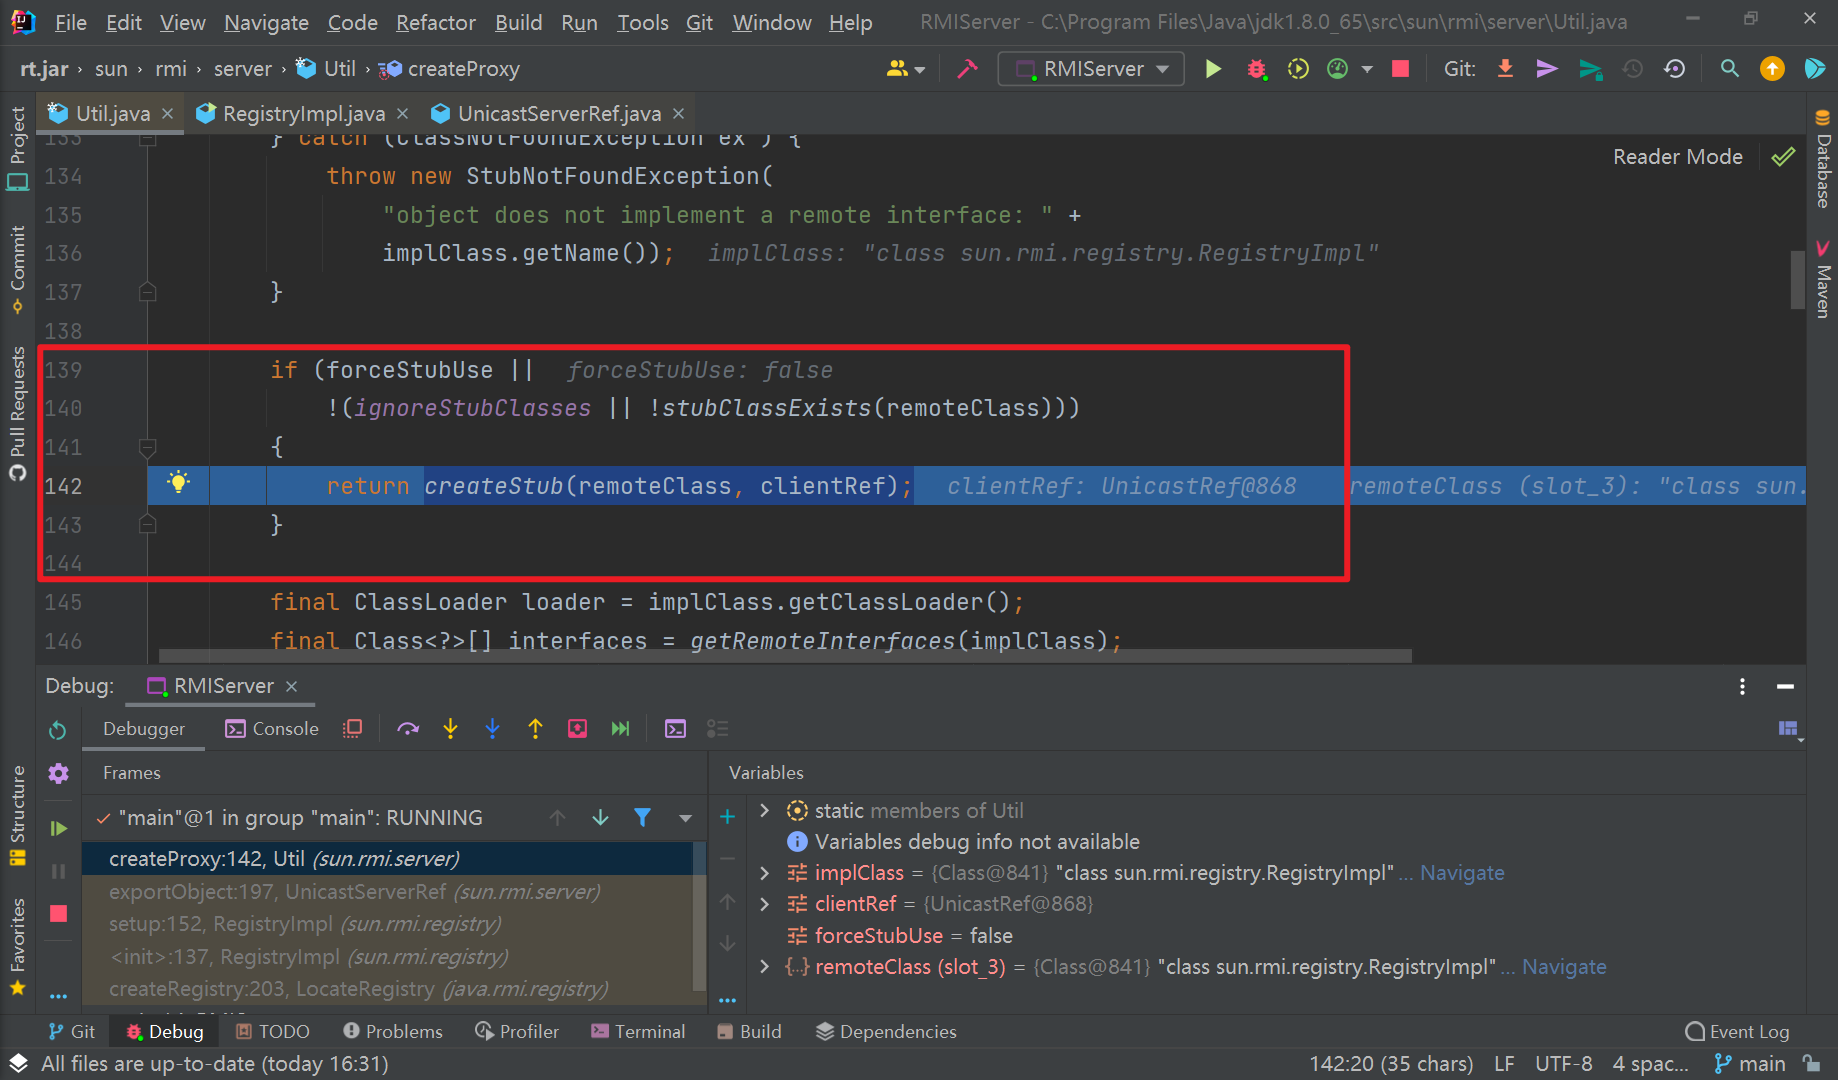 File Edit View Navigate Code Refactor Build Run Tools Git Window Help RMIServer - C:\Program Files\Java\jdk1.8.0_65\src\sun\rmi\server\Util.java
rt.jar › sun › rmi › server › Util › createProxy RMIServer Git:
Util.java RegistryImpl.java UnicastServerRef.java
Project
Commit
Pull Requests
Structure
Favorites
Database
Maven
Reader Mode
133 } catch (ClassNotFoundException ex ) {
134 throw new StubNotFoundException(
135 "object does not implement a remote interface: " +
136 implClass.getName()); implClass: "class sun.rmi.registry.RegistryImpl"
137 }
138
139 if (forceStubUse || forceStubUse: false
140 !(ignoreStubClasses || !stubClassExists(remoteClass)))
141 {
142 return createStub(remoteClass, clientRef); clientRef: UnicastRef@868 remoteClass (slot_3): "class sun.
143 }
144
145 final ClassLoader loader = implClass.getClassLoader();
146 final Class<?>[] interfaces = getRemoteInterfaces(implClass);
Debug: RMIServer
Debugger Console
Frames
"main"@1 in group "main": RUNNING
createProxy:142, Util (sun.rmi.server)
exportObject:197, UnicastServerRef (sun.rmi.server)
setup:152, RegistryImpl (sun.rmi.registry)
<init>:137, RegistryImpl (sun.rmi.registry)
createRegistry:203, LocateRegistry (java.rmi.registry)
Variables
static members of Util
Variables debug info not available
implClass = {Class@841} "class sun.rmi.registry.RegistryImpl" ... Navigate
clientRef = {UnicastRef@868}
forceStubUse = false
remoteClass (slot_3) = {Class@841} "class sun.rmi.registry.RegistryImpl" ... Navigate
Git Debug TODO Problems Profiler Terminal Build Dependencies Event Log
All files are up-to-date (today 16:31) 142:20 (35 chars) LF UTF-8 4 spac... main